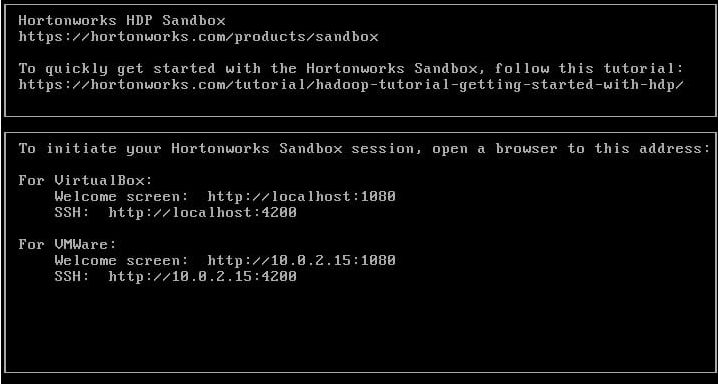 Hortonworks HDP Sandbox
https://hortonworks.com/products/sandbox
To quickly get started with the Hortonworks Sandbox, follow this tutorial:
https://hortonworks.com/tutorial/hadoop-tutorial-getting-started-with-hdp/
To initiate your Hortonworks Sandbox session, open a browser to this address:
For VirtualBox:
Welcome screen: http://localhost:1080
SSH: http://localhost:4200
For VMWare:
Welcome screen: http://10.0.2.15:1080
SSH: http://10.0.2.15:4200